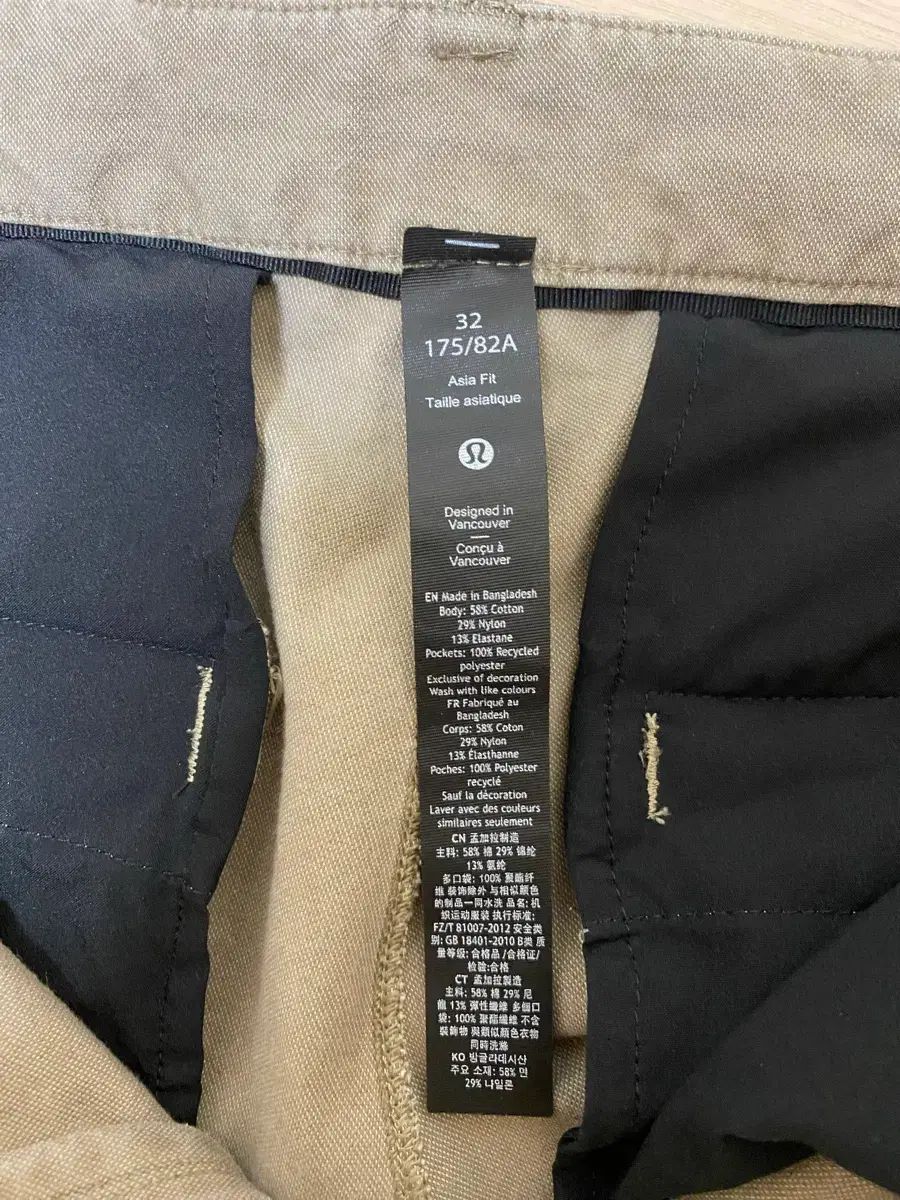 32
175/82A
Asia Fit
Taille asiatique
Designed in
Vancouver
Conçu à
Vancouver
EN Made in Bangladesh
Body: 58% Cotton
29% Nylon
13% Elastane
Pockets: 100% Recycled
polyester
Exclusive of decoration
Wash with like colours
FR Fabriqué au
Bangladesh
Corps: 58% Coton
29% Nylon
13% Élasthanne
Poches: 100% Polyester
recyclé
Sauf la décoration
Laver avec des couleurs
similaires seulement
CN 孟加拉制造
主料: 58% 棉 29% 锦纶
13% 氨纶
多口袋: 100% 聚酯纤
维 装饰除外 与相似颜色
的制品一同水洗 品名: 机
织运动服装 执行标准:
FZ/T 81007-2012 安全类
别: GB 18401-2010 B类 质
量等级: 合格品 /合格证/
检验:合格
CT 孟加拉製造
主料: 58% 棉 29% 尼
龍 13% 彈性纖維 多個口
袋: 100% 聚酯纖維 不含
裝飾物 與類似顏色衣物
同時洗滌
KO 방글라데시산
주요 소재: 58% 면
29% 나일론